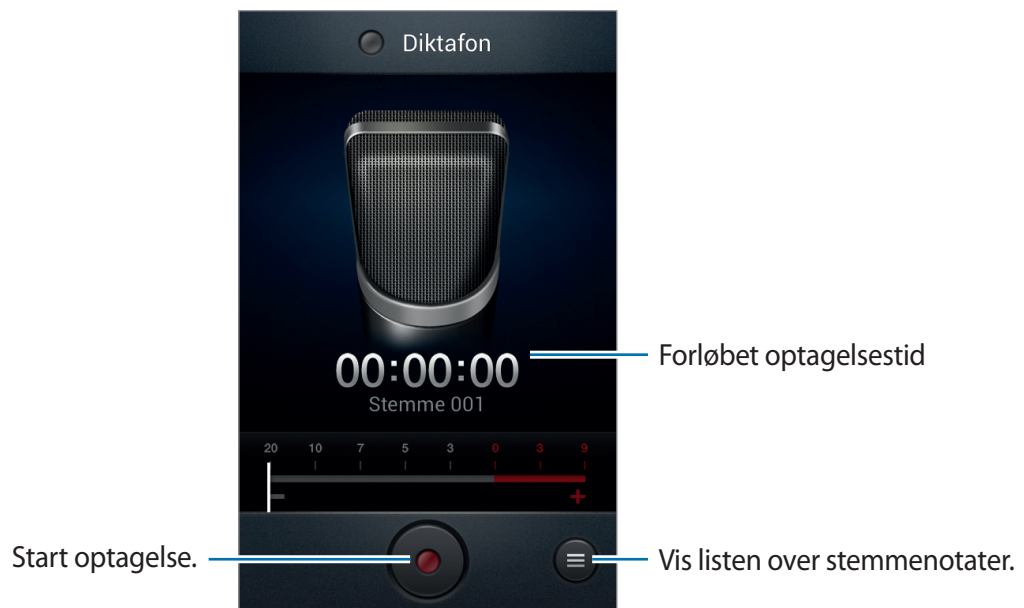 Diktafon
00:00:00
Forløbet optagelsestid
Stemme 001
20 10 7 5 3 0 3 9
− +
Start optagelse.
Vis listen over stemmenotater.